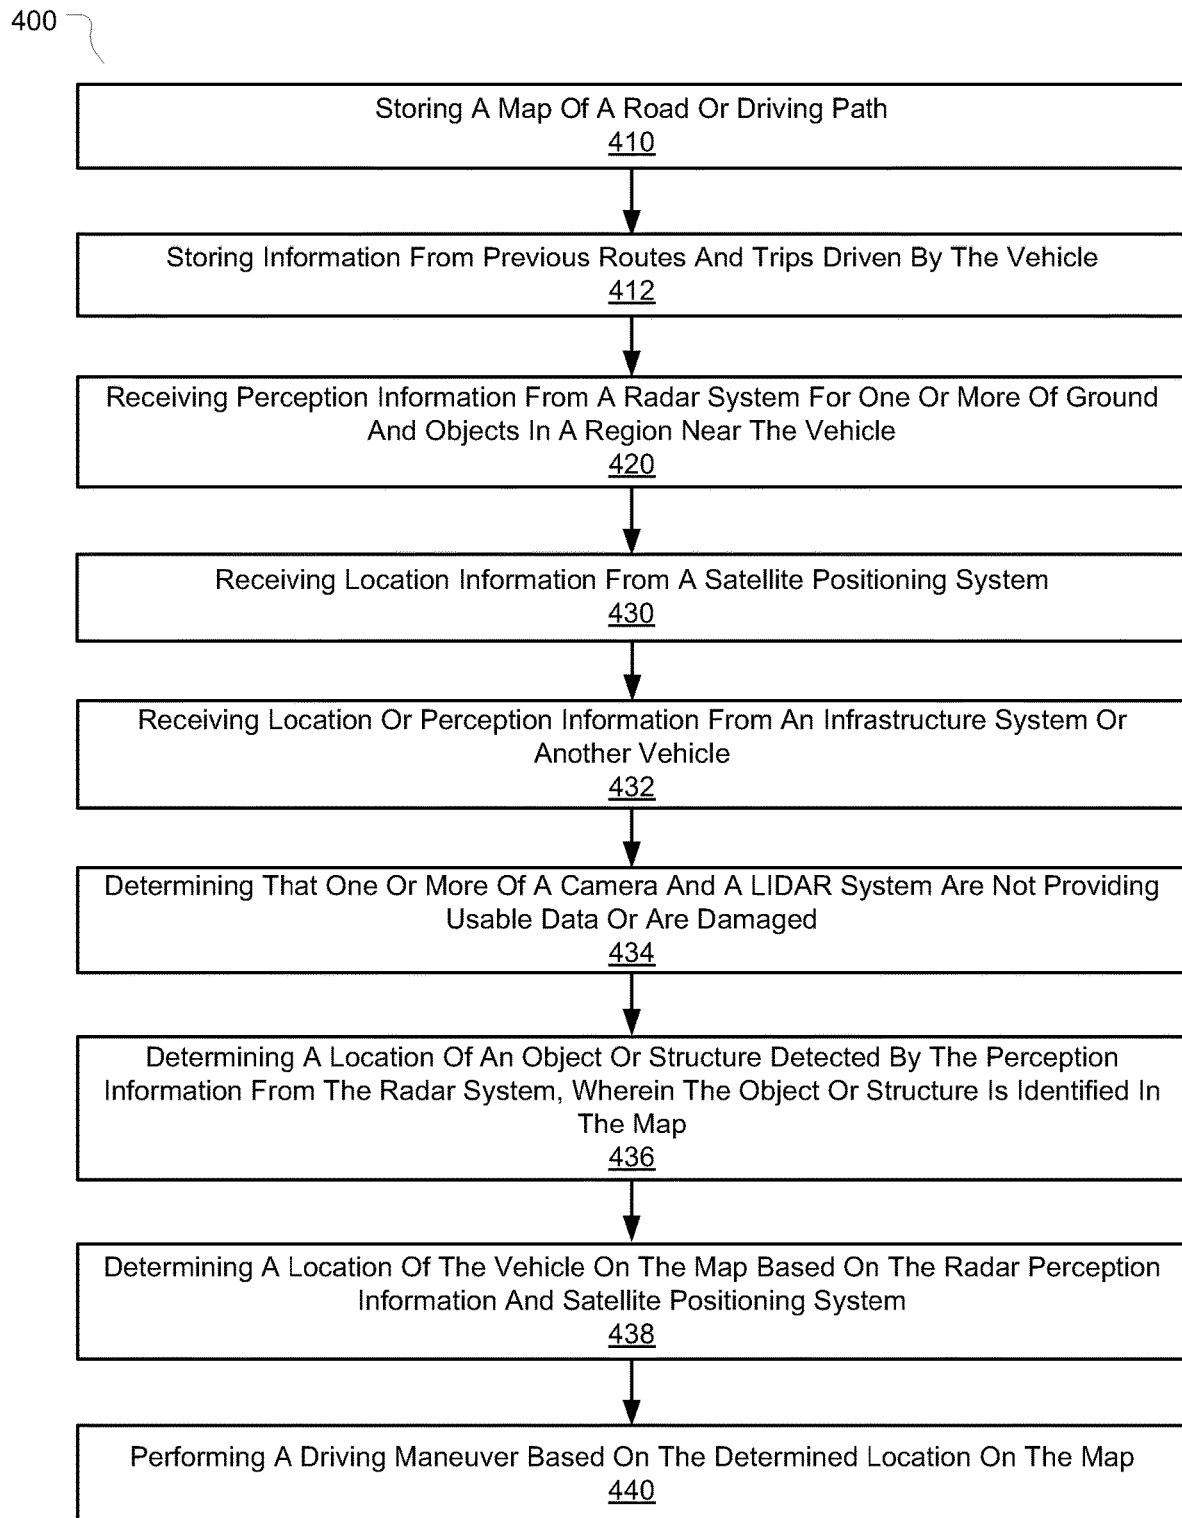 400
Storing A Map Of A Road Or Driving Path
410
Storing Information From Previous Routes And Trips Driven By The Vehicle
412
Receiving Perception Information From A Radar System For One Or More Of Ground
And Objects In A Region Near The Vehicle
420
Receiving Location Information From A Satellite Positioning System
430
Receiving Location Or Perception Information From An Infrastructure System Or
Another Vehicle
432
Determining That One Or More Of A Camera And A LIDAR System Are Not Providing
Usable Data Or Are Damaged
434
Determining A Location Of An Object Or Structure Detected By The Perception
Information From The Radar System, Wherein The Object Or Structure Is Identified In
The Map
436
Determining A Location Of The Vehicle On The Map Based On The Radar Perception
Information And Satellite Positioning System
438
Performing A Driving Maneuver Based On The Determined Location On The Map
440